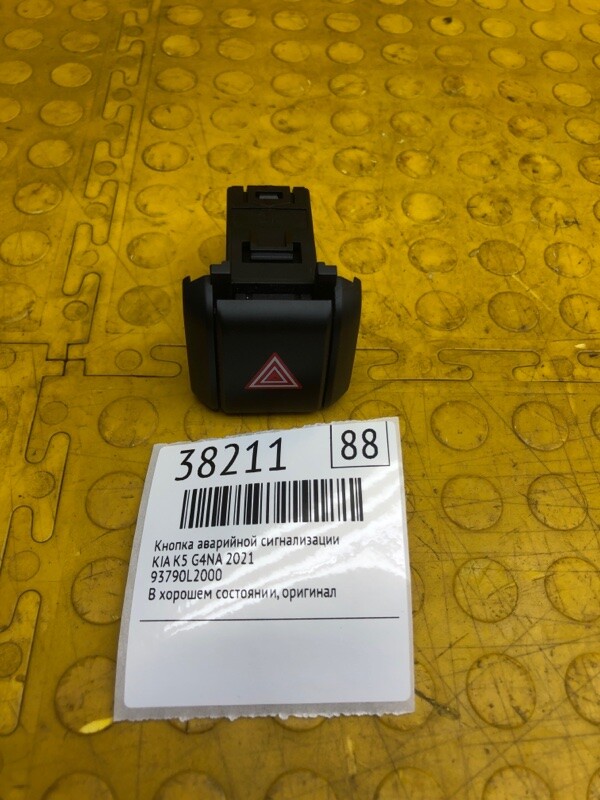 38211 88
Кнопка аварийной сигнализации
KIA K5 G4NA 2021
93790L2000
В хорошем состоянии, оригинал